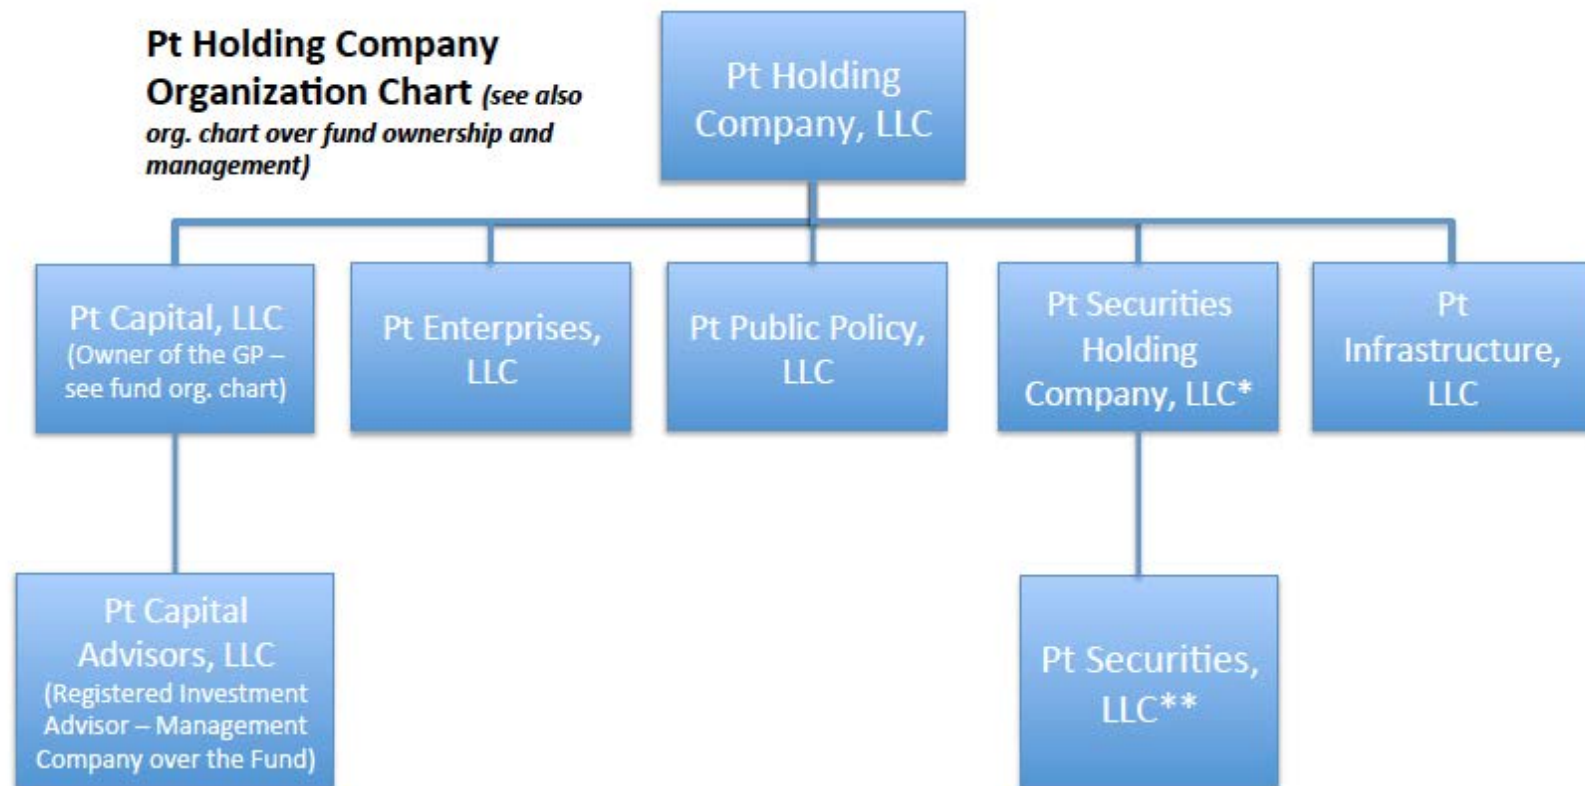 Pt Holding Company
Organization Chart (see also
org. chart over fund ownership and
management)
Pt Holding
Company, LLC
Pt Capital, LLC
(Owner of the GP –
see fund org. chart)
Pt Enterprises,
LLC
Pt Public Policy,
LLC
Pt Securities
Holding
Company, LLC*
Pt
Infrastructure,
LLC
Pt Capital
Advisors, LLC
(Registered Investment
Advisor – Management
Company over the Fund)
Pt Securities,
LLC**